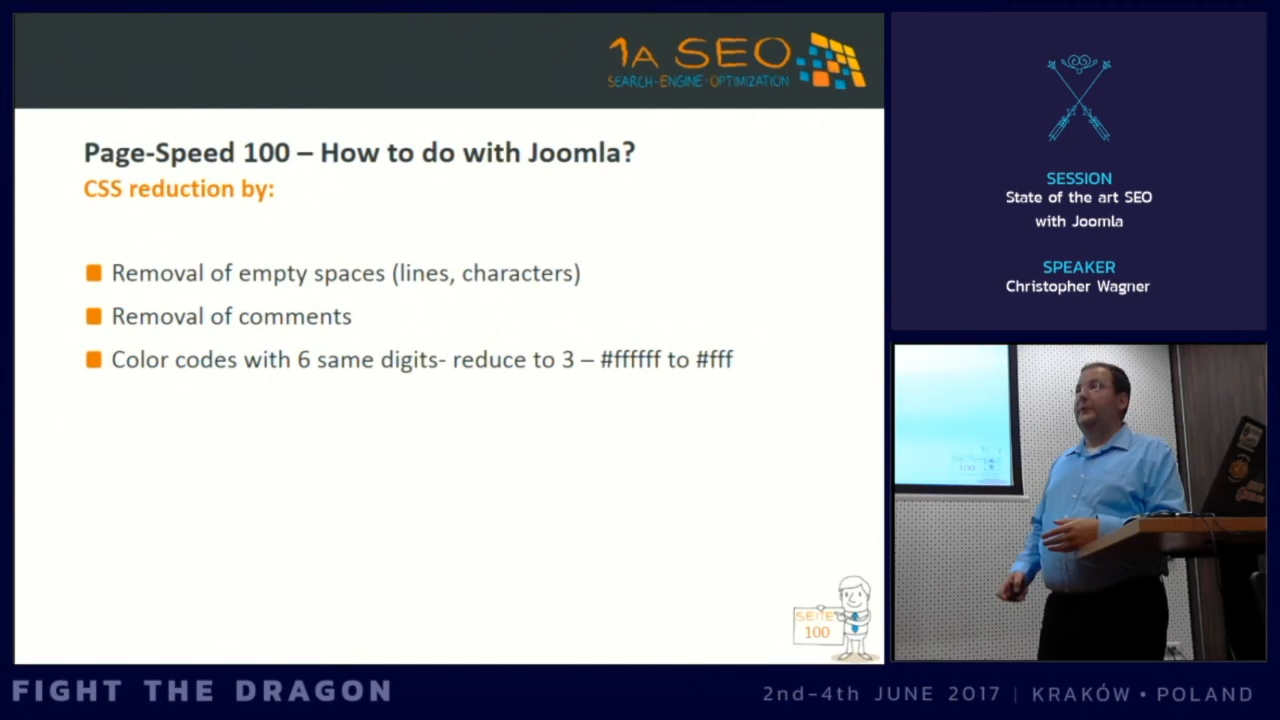 1A SEO
SEARCH-ENGINE-OPTIMIZATION
Page-Speed 100 – How to do with Joomla?
CSS reduction by:
Removal of empty spaces (lines, characters)
Removal of comments
Color codes with 6 same digits- reduce to 3 – #ffffff to #fff
SEITE
100
SESSION
State of the art SEO
with Joomla
SPEAKER
Christopher Wagner
100
FIGHT THE DRAGON
2nd-4th JUNE 2017 | KRAKÓW • POLAND